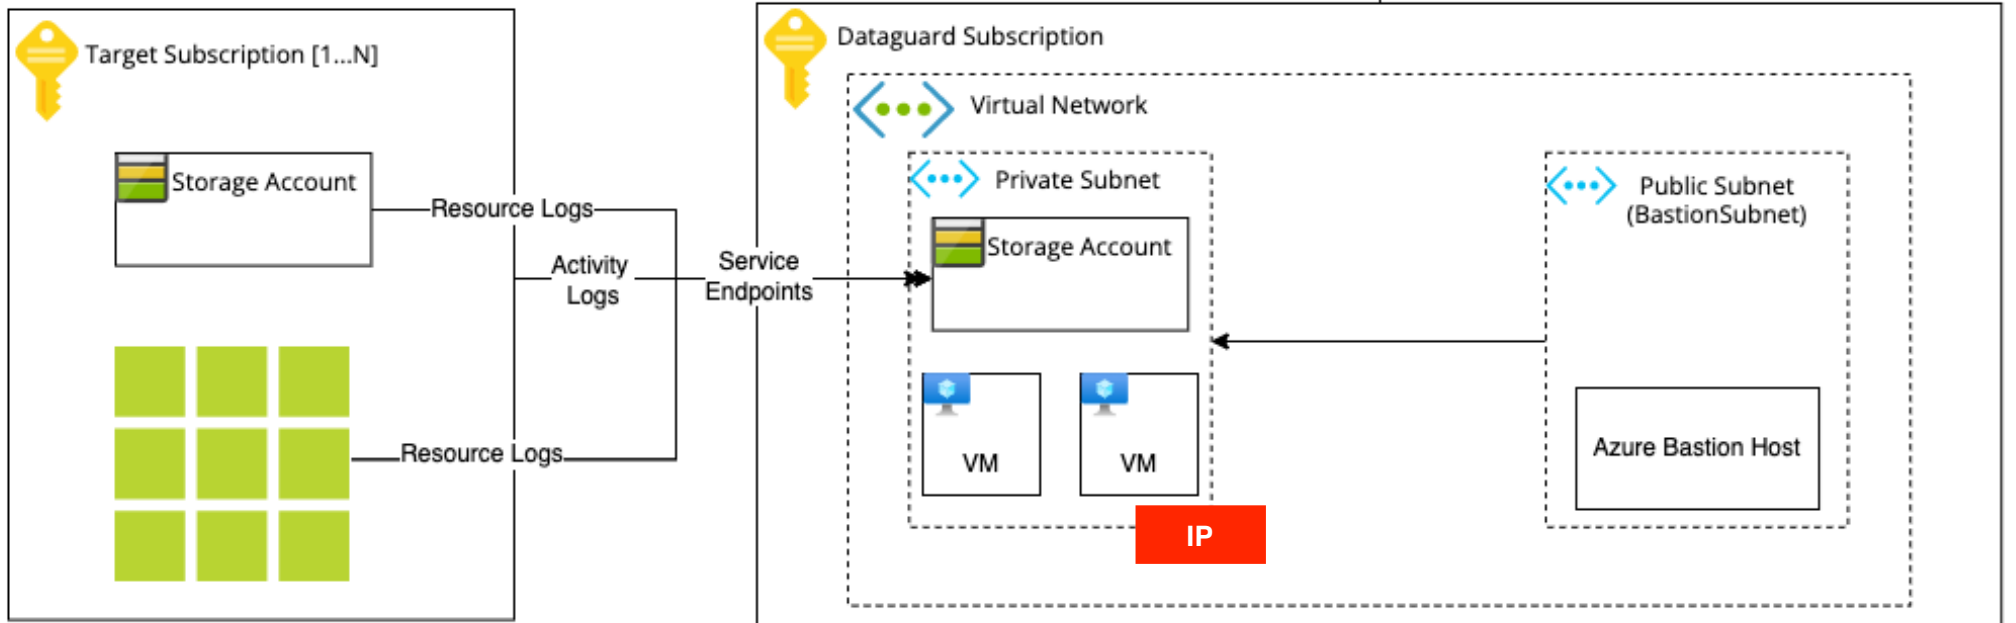 Target Subscription [1...N]
Storage Account
Resource Logs
Activity
Logs
Resource Logs
Service
Endpoints
Dataguard Subscription
Virtual Network
Private Subnet
Storage Account
VM
VM
IP
Public Subnet
(BastionSubnet)
Azure Bastion Host